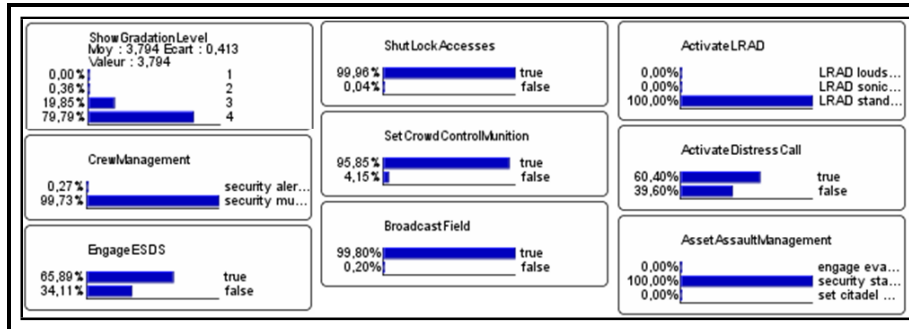 ShowGradationLevel
Moy : 3,794 Ecart : 0,413
Valeur : 3,794
0,00% 1
0,36% 2
19,85% 3
79,79% 4
CrewManagement
0,27% security aler...
99,73% security mu...
EngageESDS
65,89% true
34,11% false
ShutLockAccesses
99,96% true
0,04% false
SetCrowdControlMunition
95,85% true
4,15% false
BroadcastField
99,80% true
0,20% false
ActivateLRAD
0,00% LRAD louds...
0,00% LRAD sonic...
100,00% LRAD stand...
ActivateDistressCall
60,40% true
39,60% false
AssetAssaultManagement
0,00% engage eva...
100,00% security sta...
0,00% set citadel ...